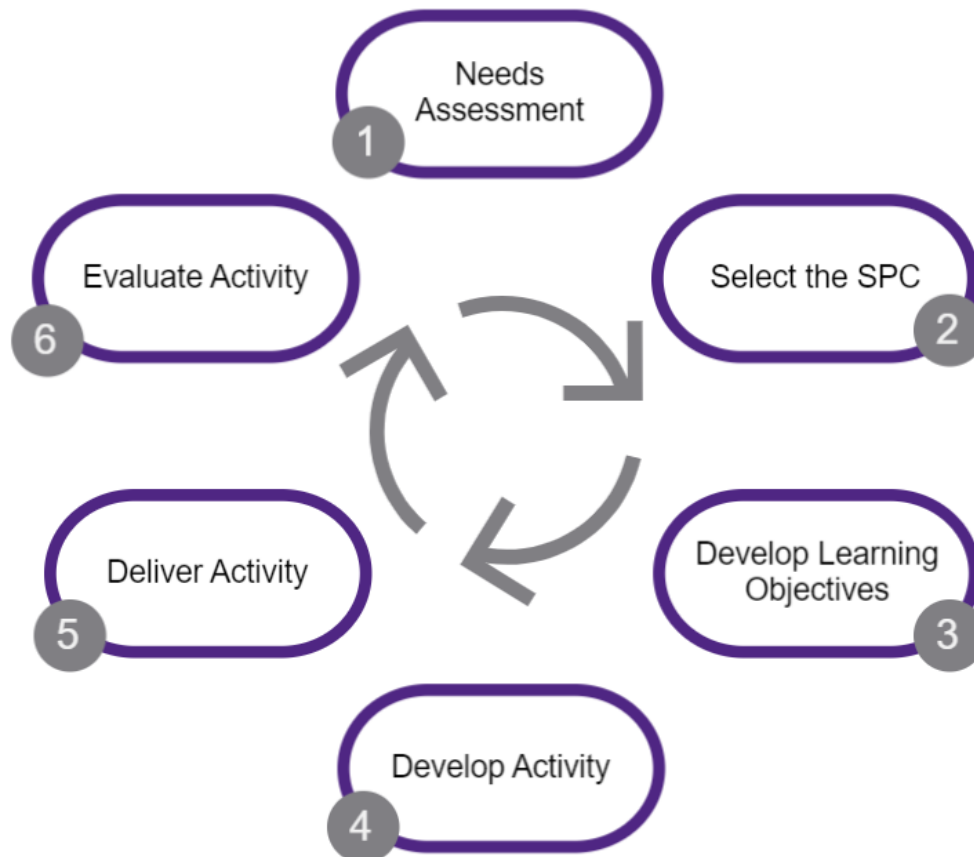 Needs
Assessment
1
Select the SPC
2
Develop Learning
Objectives
3
Develop Activity
4
Deliver Activity
5
Evaluate Activity
6